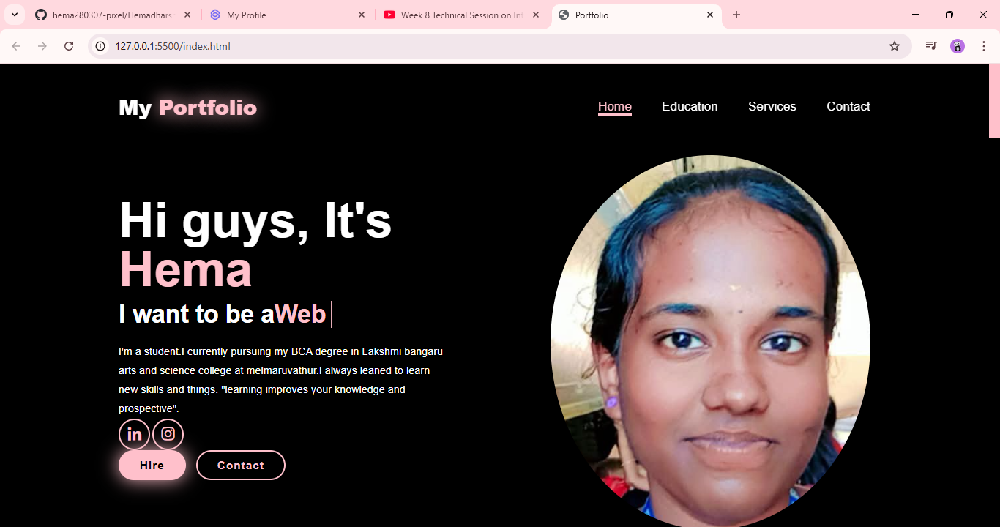 hema280307-pixel/Hemadharsh
My Profile
Week 8 Technical Session on Int
Portfolio
127.0.0.1:5500/index.html
My Portfolio
Home Education Services Contact
Hi guys, It's
Hema
I want to be aWeb
I'm a student.I currently pursuing my BCA degree in Lakshmi bangaru
arts and science college at melmaruvathur.I always leaned to learn
new skills and things. "learning improves your knowledge and
prospective".
in
Hire Contact